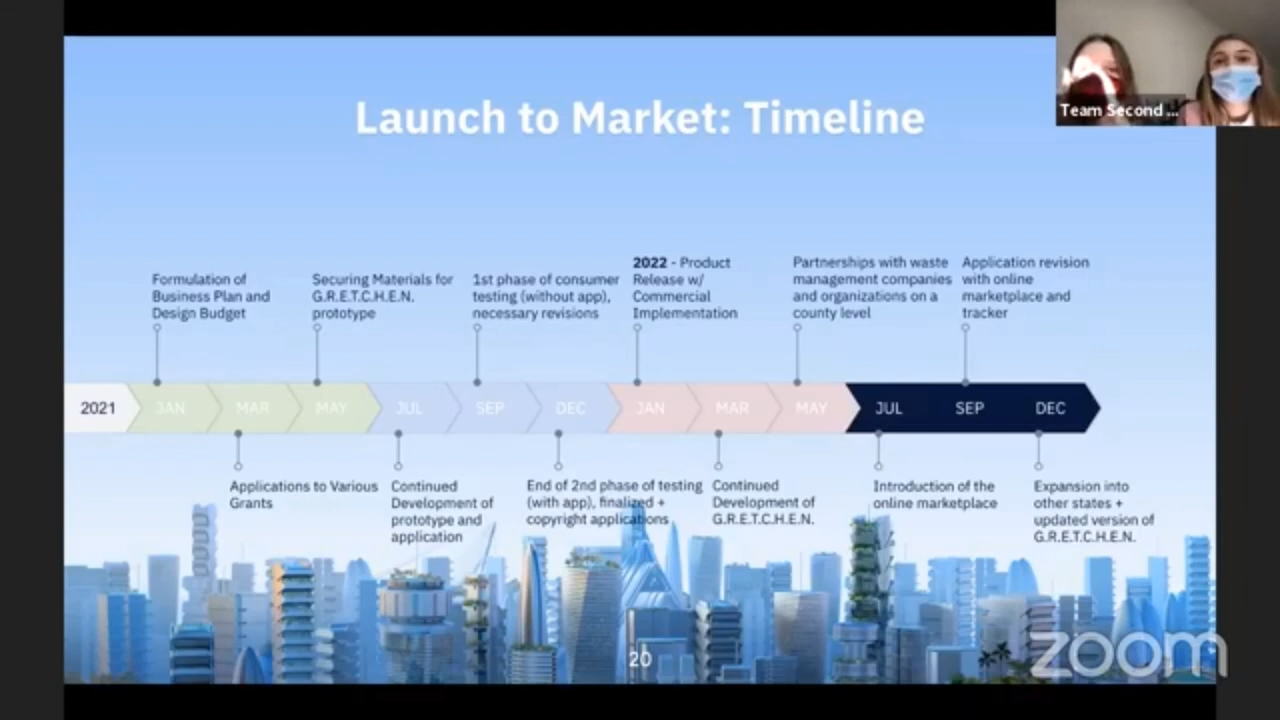 Launch to Market: Timeline
Team Second ...
Formulation of
Business Plan and
Design Budget
Securing Materials for
G.R.E.T.C.H.E.N.
prototype
1st phase of consumer
testing (without app),
necessary revisions
2022 - Product
Release w/
Commercial
Implementation
Partnerships with waste
management companies
and organizations on a
county level
Application revision
with online
marketplace and
tracker
2021 JAN MAR MAY JUL SEP DEC JAN MAR MAY JUL SEP DEC
Applications to Various
Grants
Continued
Development of
prototype and
application
End of 2nd phase of testing
(with app), finalized +
copyright applications
Continued
Development of
G.R.E.T.C.H.E.N.
Introduction of the
online marketplace
Expansion into
other states +
updated version of
G.R.E.T.C.H.E.N.
20
zoom